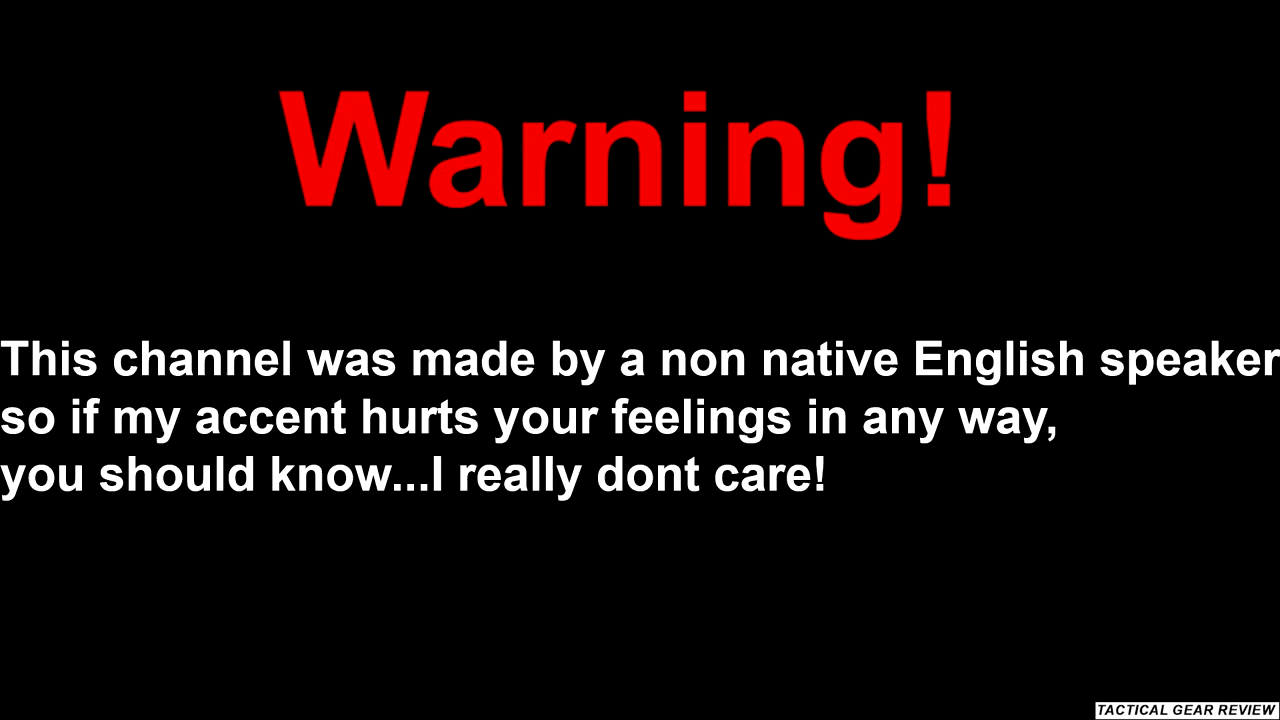 Warning!
This channel was made by a non native English speaker
so if my accent hurts your feelings in any way,
you should know...I really dont care!
TACTICAL GEAR REVIEW